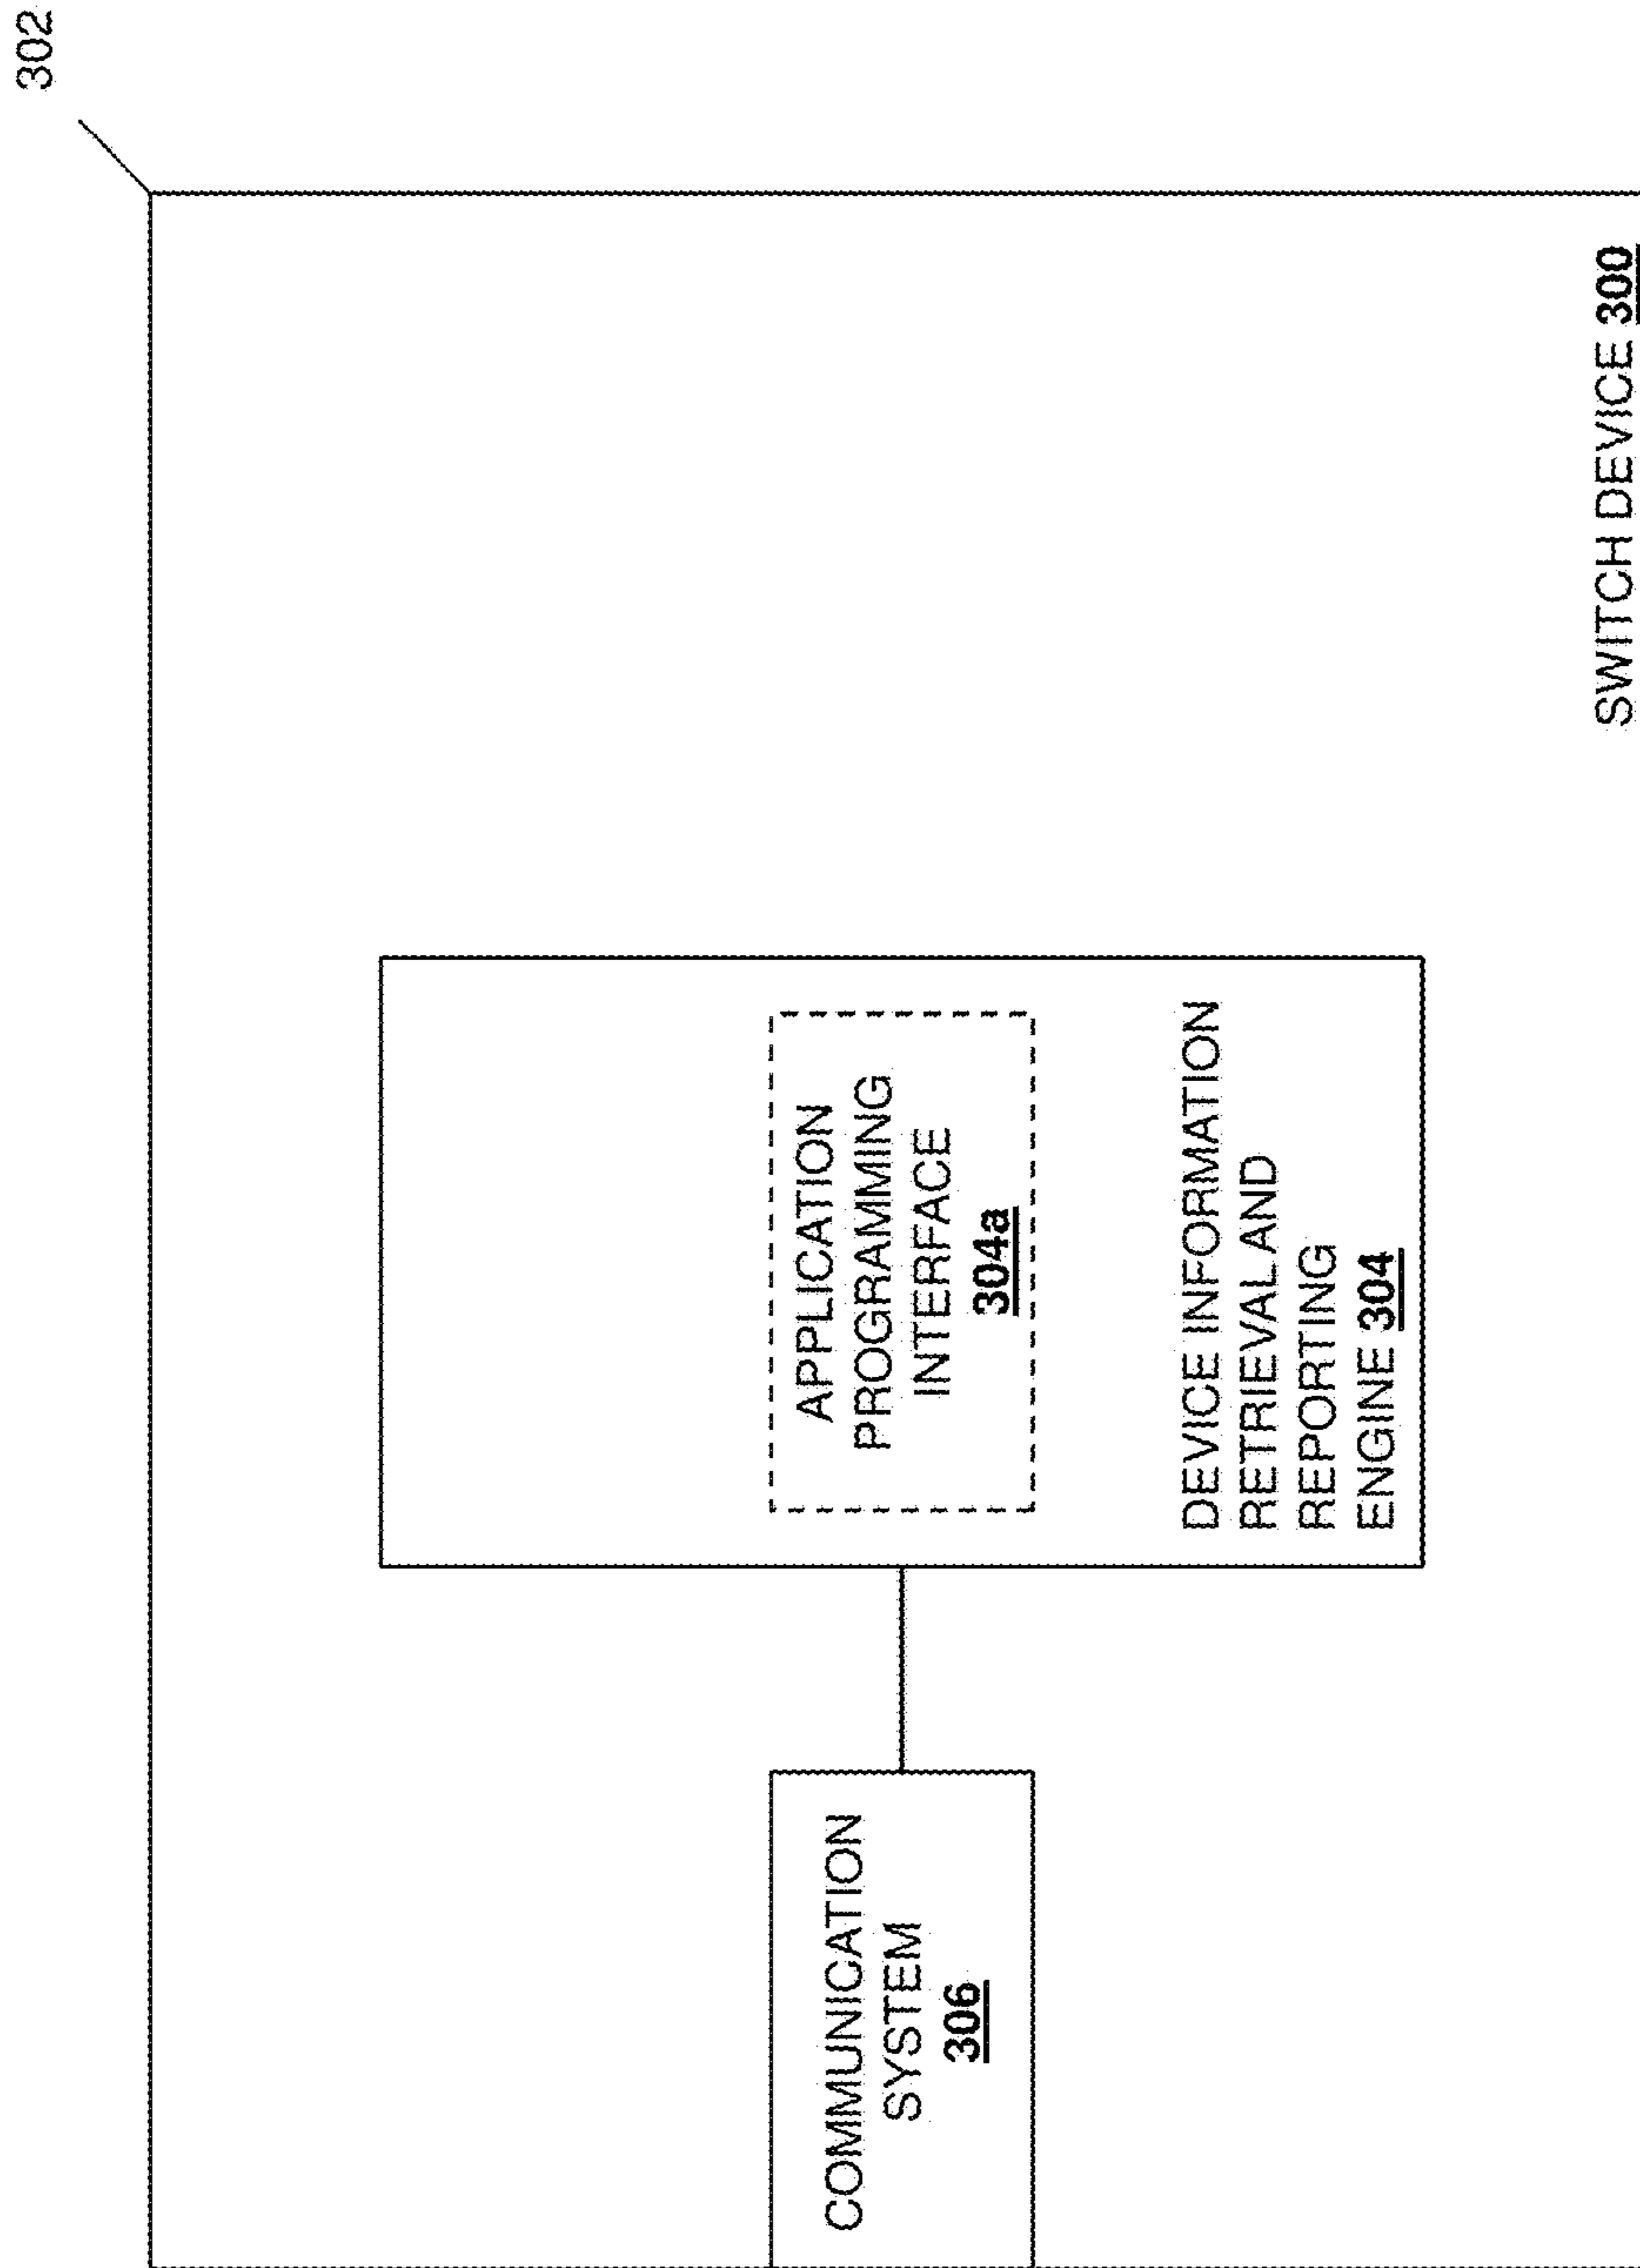 302
COMMUNICATION
SYSTEM
306
APPLICATION
PROGRAMMING
INTERFACE
304a
DEVICE INFORMATION
RETRIEVAL AND
REPORTING
ENGINE 304
SWITCH DEVICE 300